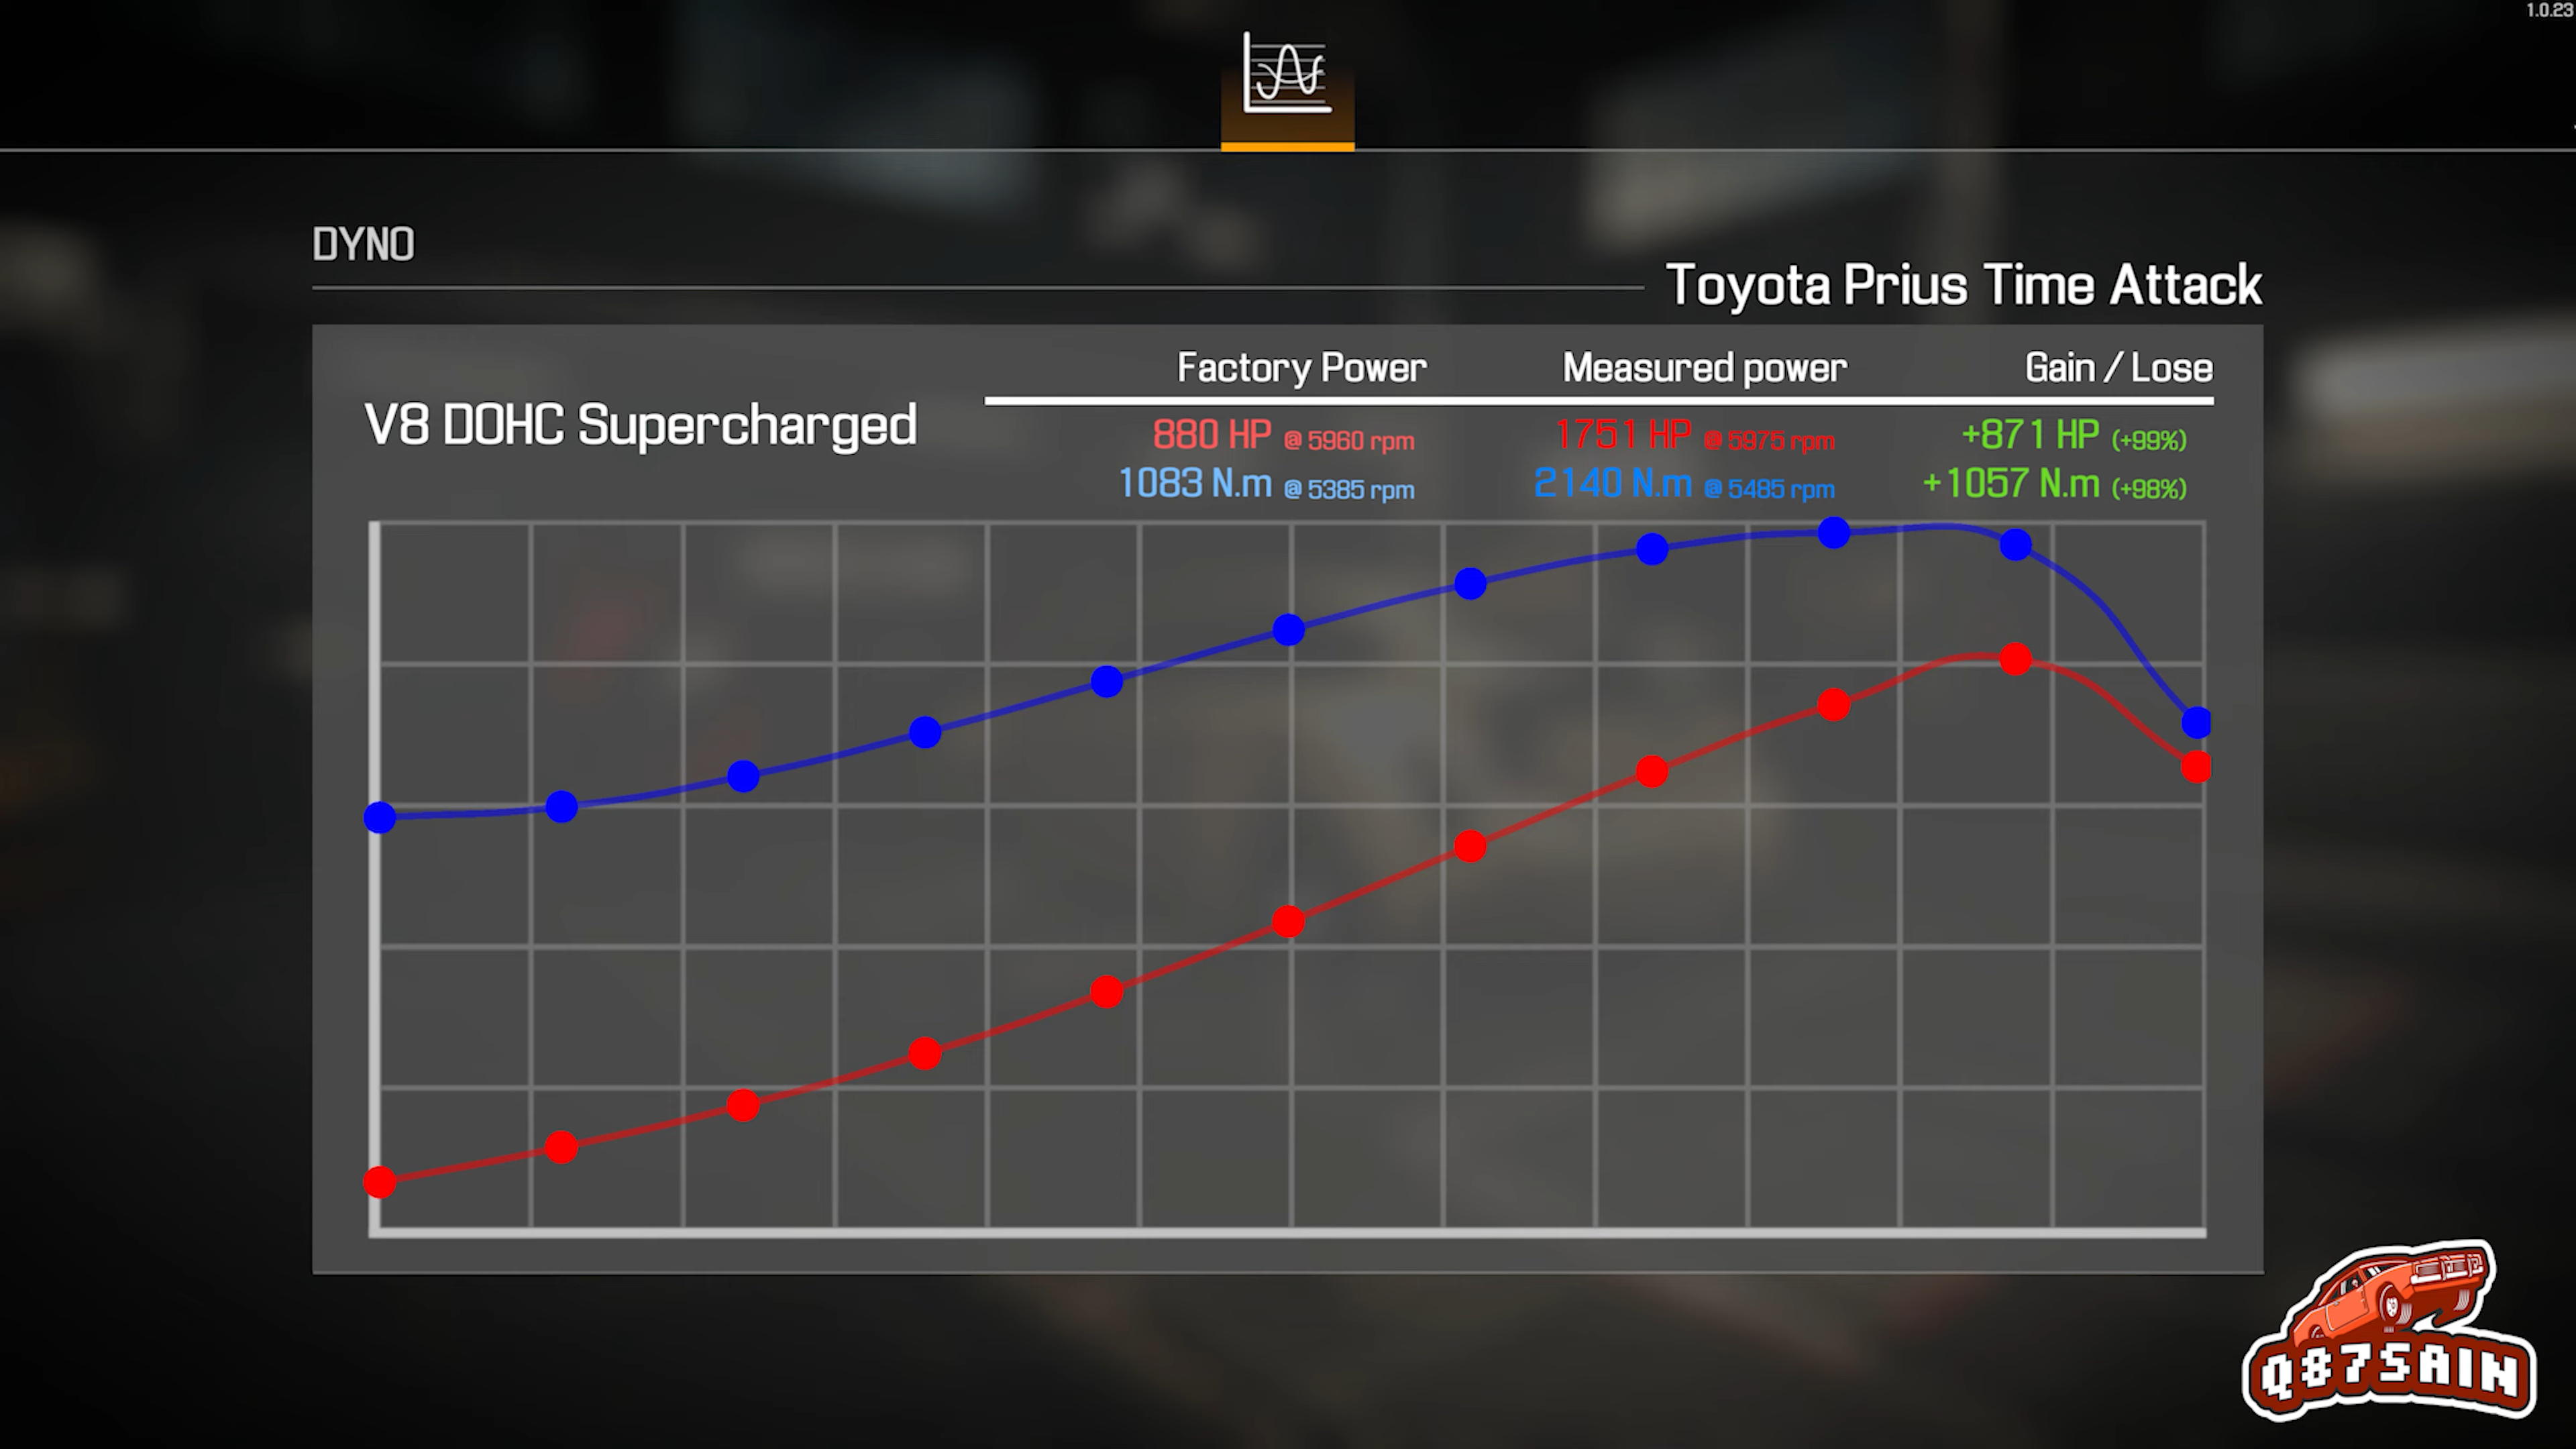 1.0.23
DYNO
Toyota Prius Time Attack
Factory Power Measured power Gain / Lose
V8 DOHC Supercharged
880 HP @ 5960 rpm 1751 HP @ 5975 rpm +871 HP (+99%)
1083 N.m @ 5385 rpm 2140 N.m @ 5485 rpm +1057 N.m (+98%)
Q87SAIN